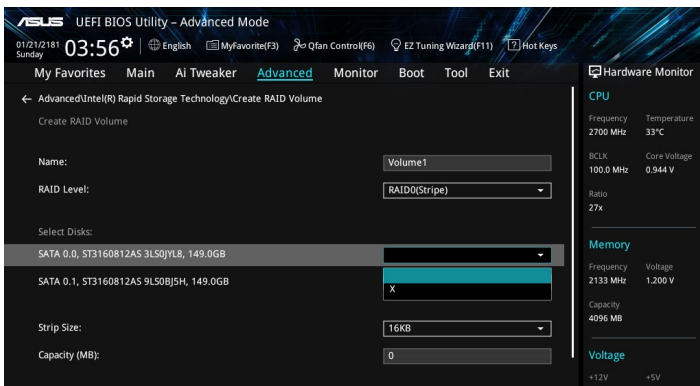 ASUS UEFI BIOS Utility – Advanced Mode
01/21/2181 Sunday 03:56 English MyFavorite(F3) Qfan Control(F6) EZ Tuning Wizard(F11) ? Hot Keys
My Favorites Main Ai Tweaker Advanced Monitor Boot Tool Exit Hardware Monitor
← Advanced\Intel(R) Rapid Storage Technology\Create RAID Volume
Create RAID Volume
Name: Volume1
RAID Level: RAID0(Stripe)
Select Disks:
SATA 0.0, ST3160812AS 3LS0JYL8, 149.0GB
SATA 0.1, ST3160812AS 9LS0BJ5H, 149.0GB
X
Strip Size: 16KB
Capacity (MB): 0
CPU
Frequency Temperature
2700 MHz 33°C
BCLK Core Voltage
100.0 MHz 0.944 V
Ratio
27x
Memory
Frequency Voltage
2133 MHz 1.200 V
Capacity
4096 MB
Voltage
+12V +5V